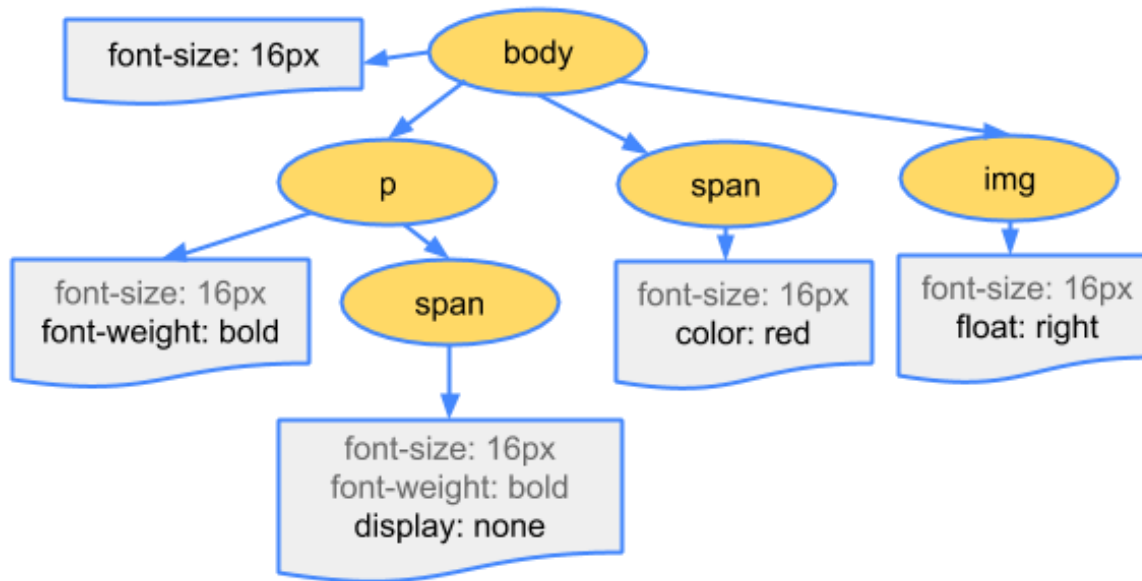 font-size: 16px
body
p
span
img
font-size: 16px
font-weight: bold
span
font-size: 16px
color: red
font-size: 16px
float: right
font-size: 16px
font-weight: bold
display: none